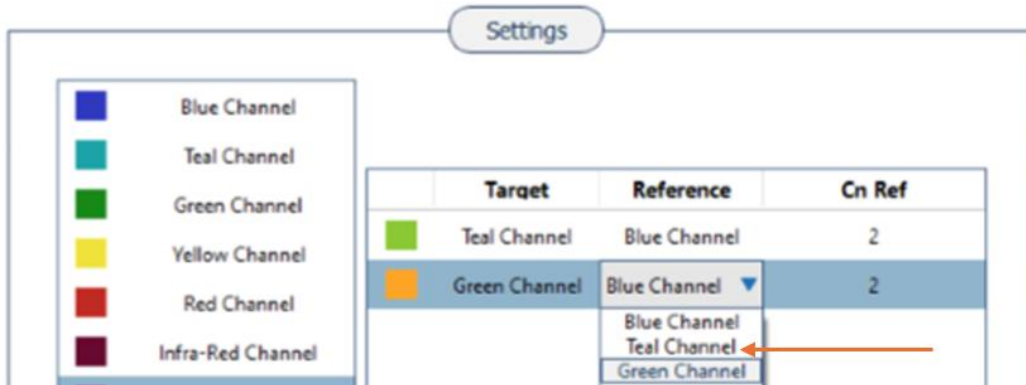 Settings
Blue Channel
Teal Channel
Green Channel
Yellow Channel
Red Channel
Infra-Red Channel
Target Reference Cn Ref
Teal Channel Blue Channel 2
Green Channel Blue Channel 2
Blue Channel
Teal Channel
Green Channel